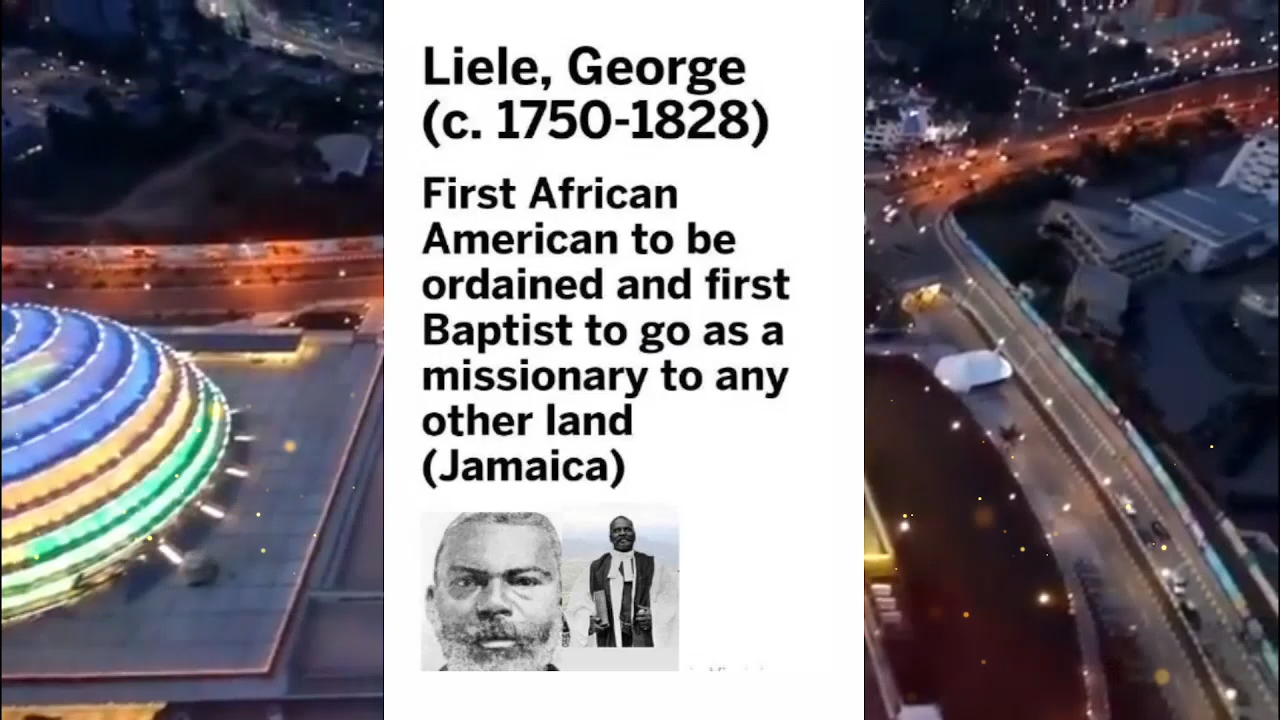 Liele, George
(c. 1750-1828)
First African
American to be
ordained and first
Baptist to go as a
missionary to any
other land
(Jamaica)